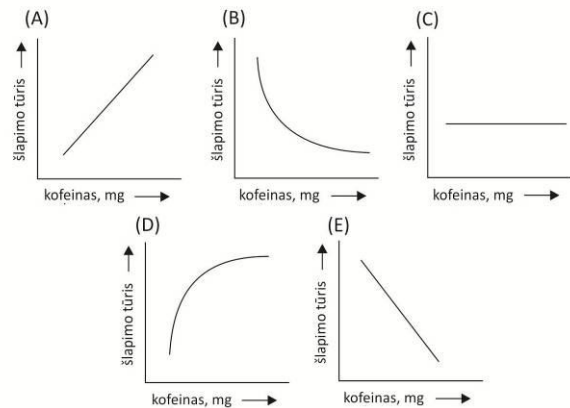 (A)
šlapimo tūris
kofeinas, mg
(B)
šlapimo tūris
kofeinas, mg
(C)
šlapimo tūris
kofeinas, mg
(D)
šlapimo tūris
kofeinas, mg
(E)
šlapimo tūris
kofeinas, mg